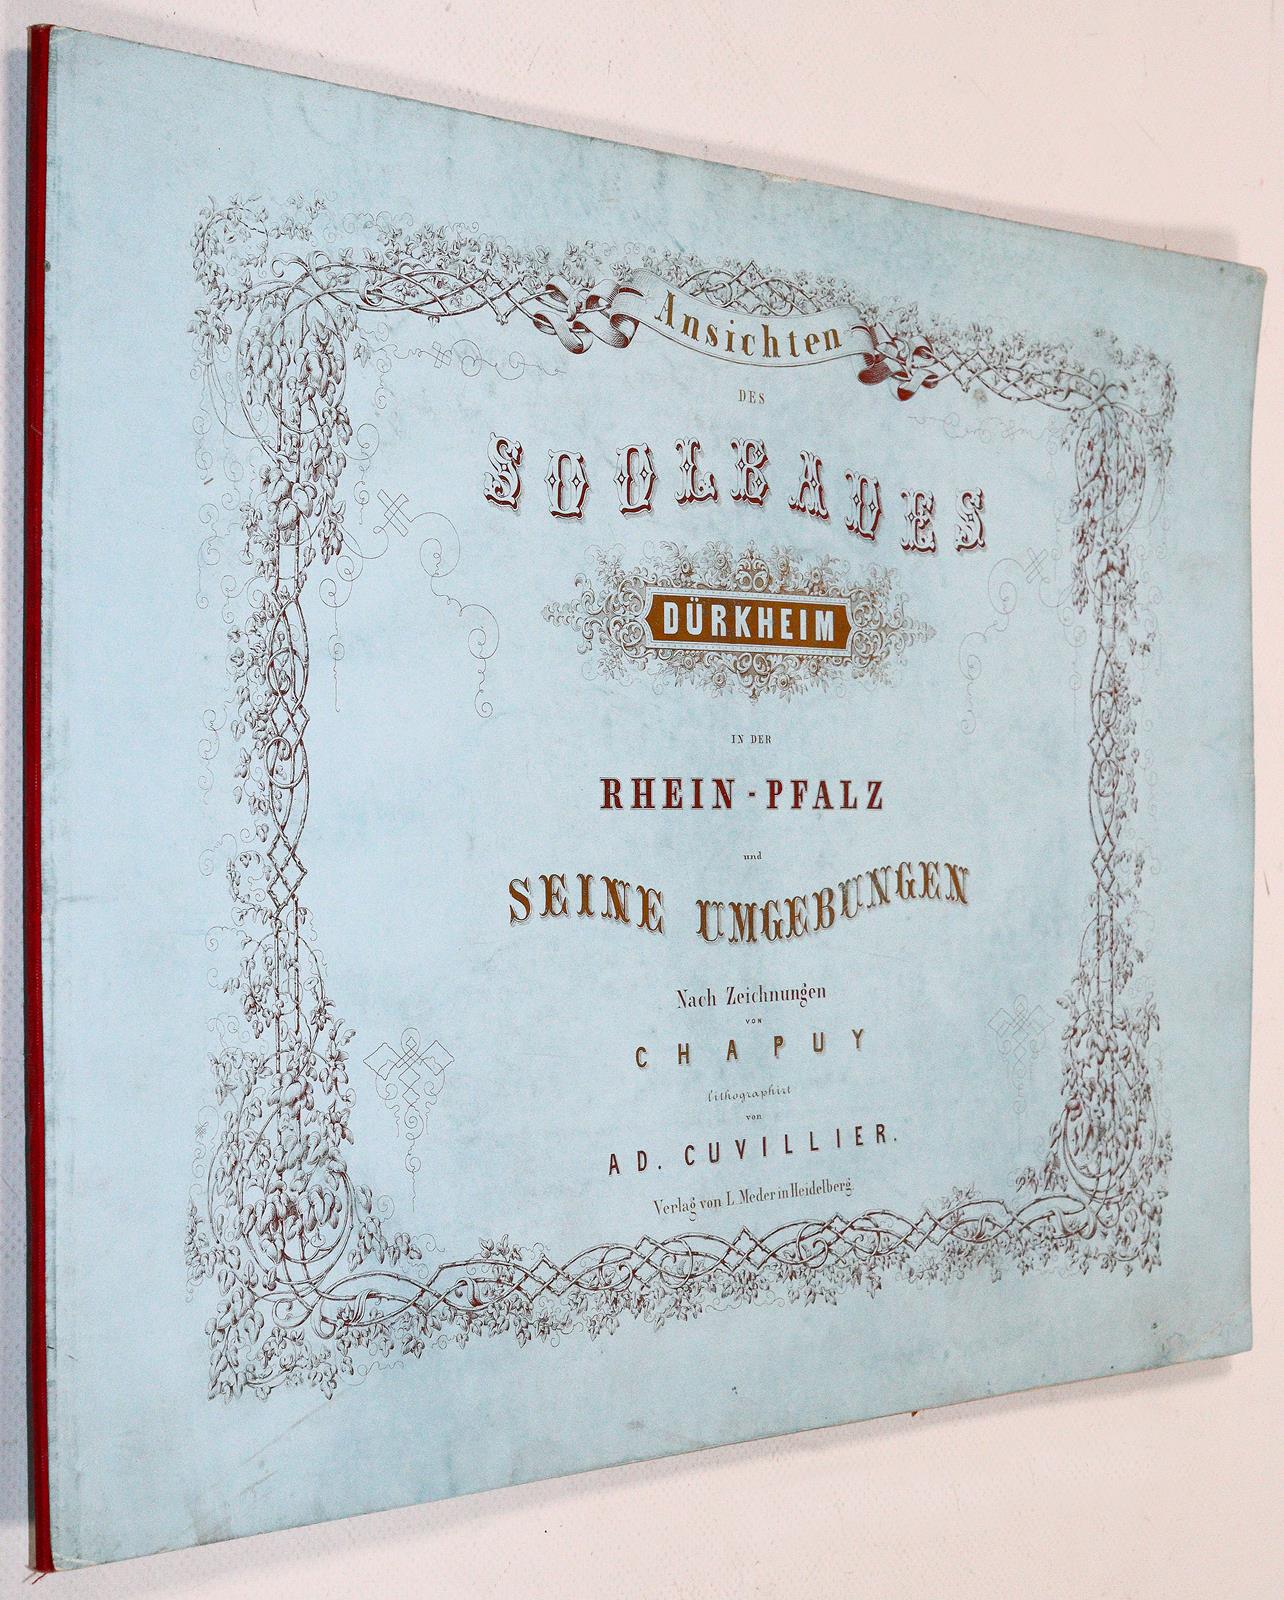 Ansichten
DES
SOOLBADES
DÜRKHEIM
IN DER
RHEIN-PFALZ
und
SEINE UMGEBUNGEN
Nach Zeichnungen
VON
CHAPUY
lithographirt
von
AD. CUVILLIER.
Verlag von L. Meder in Heidelberg.